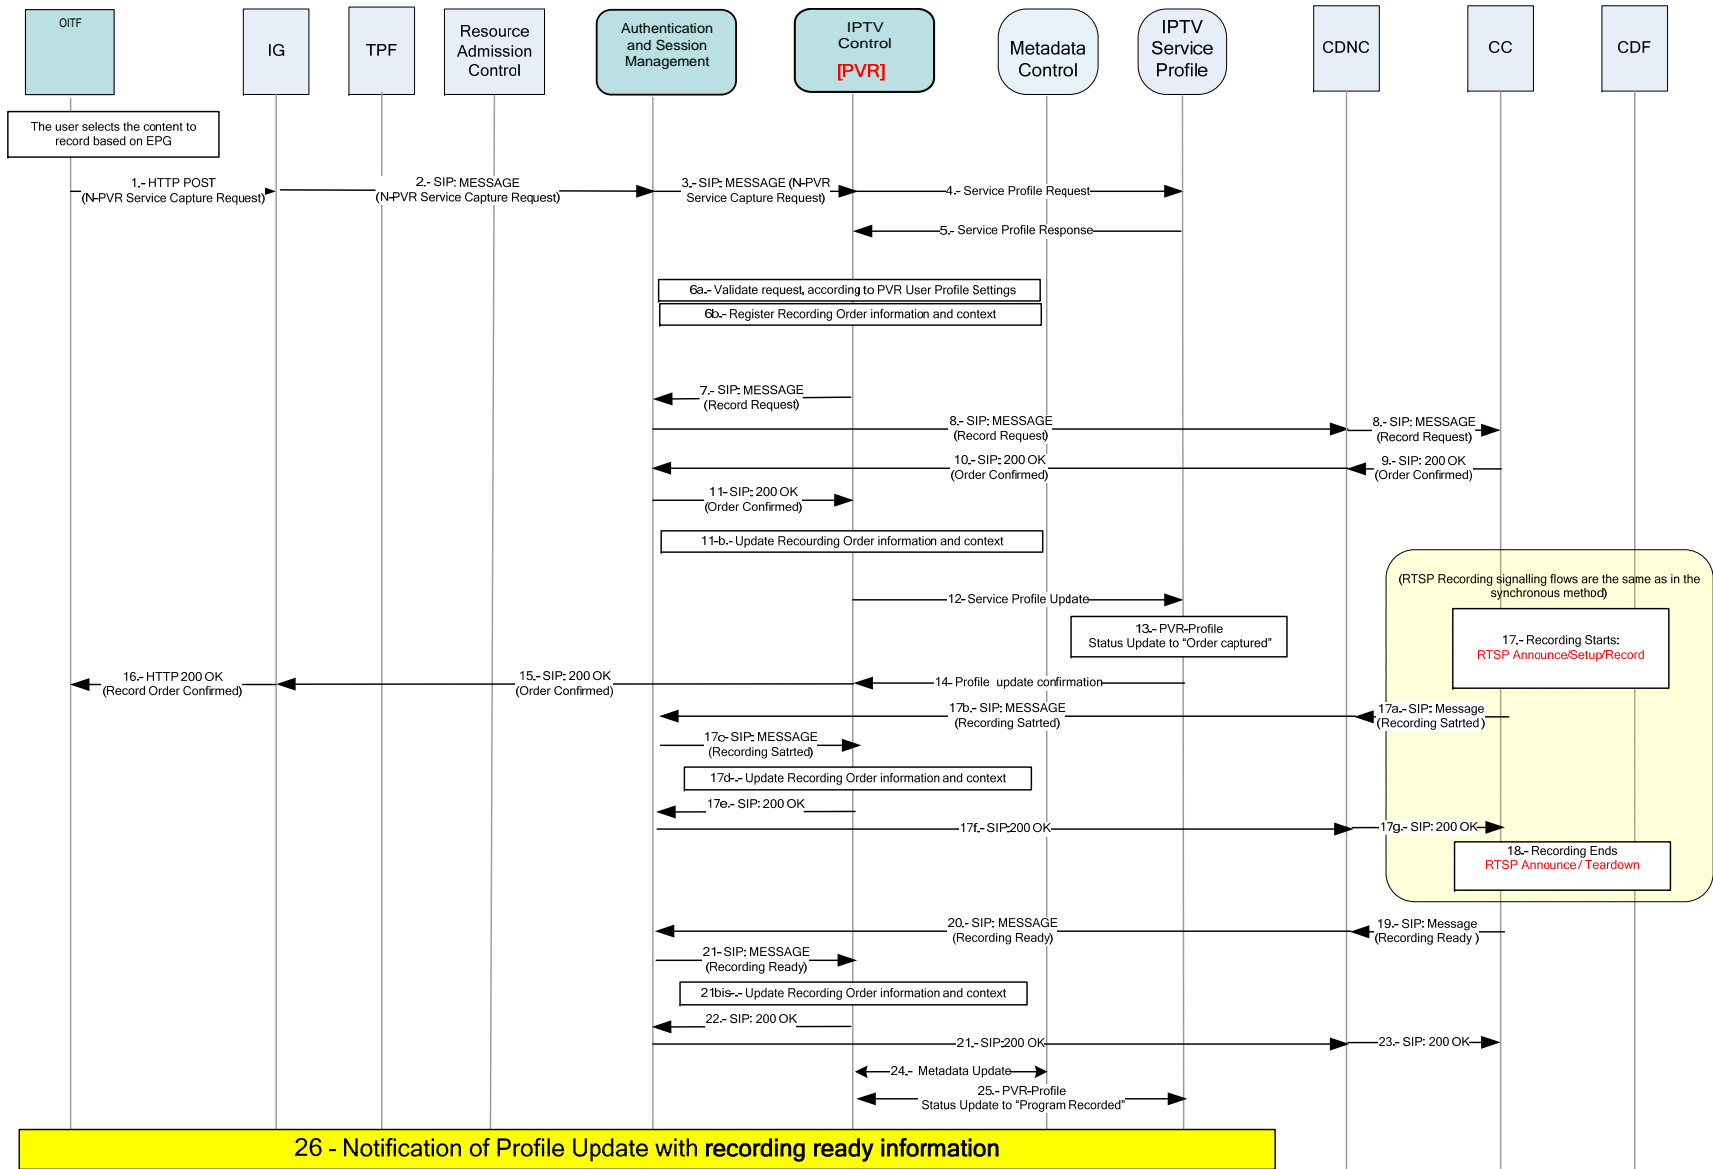 OITF
IG
TPF
Resource
Admission
Control
Authentication
and Session
Management
IPTV
Control
[PVR]
Metadata
Control
IPTV
Service
Profile
CDNC
CC
CDF
The user selects the content to
record based on EPG
1.- HTTP POST
(N-PVR Service Capture Request)
2.- SIP: MESSAGE
(N-PVR Service Capture Request)
3.- SIP: MESSAGE (N-PVR
Service Capture Request)
4.- Service Profile Request
5.- Service Profile Response
6a.- Validate request, according to PVR User Profile Settings
6b.- Register Recording Order information and context
7.- SIP: MESSAGE
(Record Request)
8.- SIP: MESSAGE
(Record Request)
8.- SIP: MESSAGE
(Record Request)
10.- SIP: 200 OK
(Order Confirmed)
9.- SIP: 200 OK
(Order Confirmed)
11- SIP: 200 OK
(Order Confirmed)
11-b.- Update Recourding Order information and context
(RTSP Recording signalling flows are the same as in the
synchronous method)
12- Service Profile Update
13.- PVR-Profile
Status Update to “Order captured”
17.- Recording Starts:
RTSP Announce/Setup/Record
16.- HTTP 200 OK
(Record Order Confirmed)
15.- SIP: 200 OK
(Order Confirmed)
14- Profile update confirmation
17b.- SIP: MESSAGE
(Recording Satrted)
17a.- SIP: Message
(Recording Satrted )
17c- SIP: MESSAGE
(Recording Satrted)
17d-.- Update Recording Order information and context
17e.- SIP: 200 OK
17f.- SIP:200 OK
17g.- SIP: 200 OK
18.- Recording Ends
RTSP Announce / Teardown
20.- SIP: MESSAGE
(Recording Ready)
19.- SIP: Message
(Recording Ready )
21- SIP: MESSAGE
(Recording Ready)
21bis-.- Update Recording Order information and context
22.- SIP: 200 OK
21.- SIP:200 OK
23.- SIP: 200 OK
24.- Metadata Update
25.- PVR-Profile
Status Update to “Program Recorded”
26 - Notification of Profile Update with recording ready information